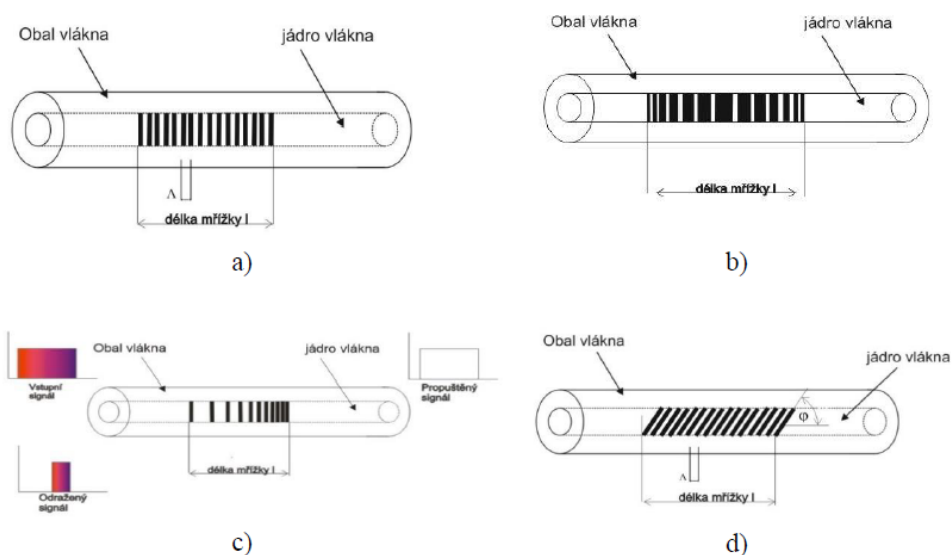 Obal vlákna
jádro vlákna
Λ
délka mřížky l
a)
Obal vlákna
jádro vlákna
délka mřížky l
b)
Vstupní
signál
Obal vlákna
jádro vlákna
Propuštěný
signál
délka mřížky l
Odražený
signál
c)
Obal vlákna
jádro vlákna
φ
Λ
délka mřížky l
d)